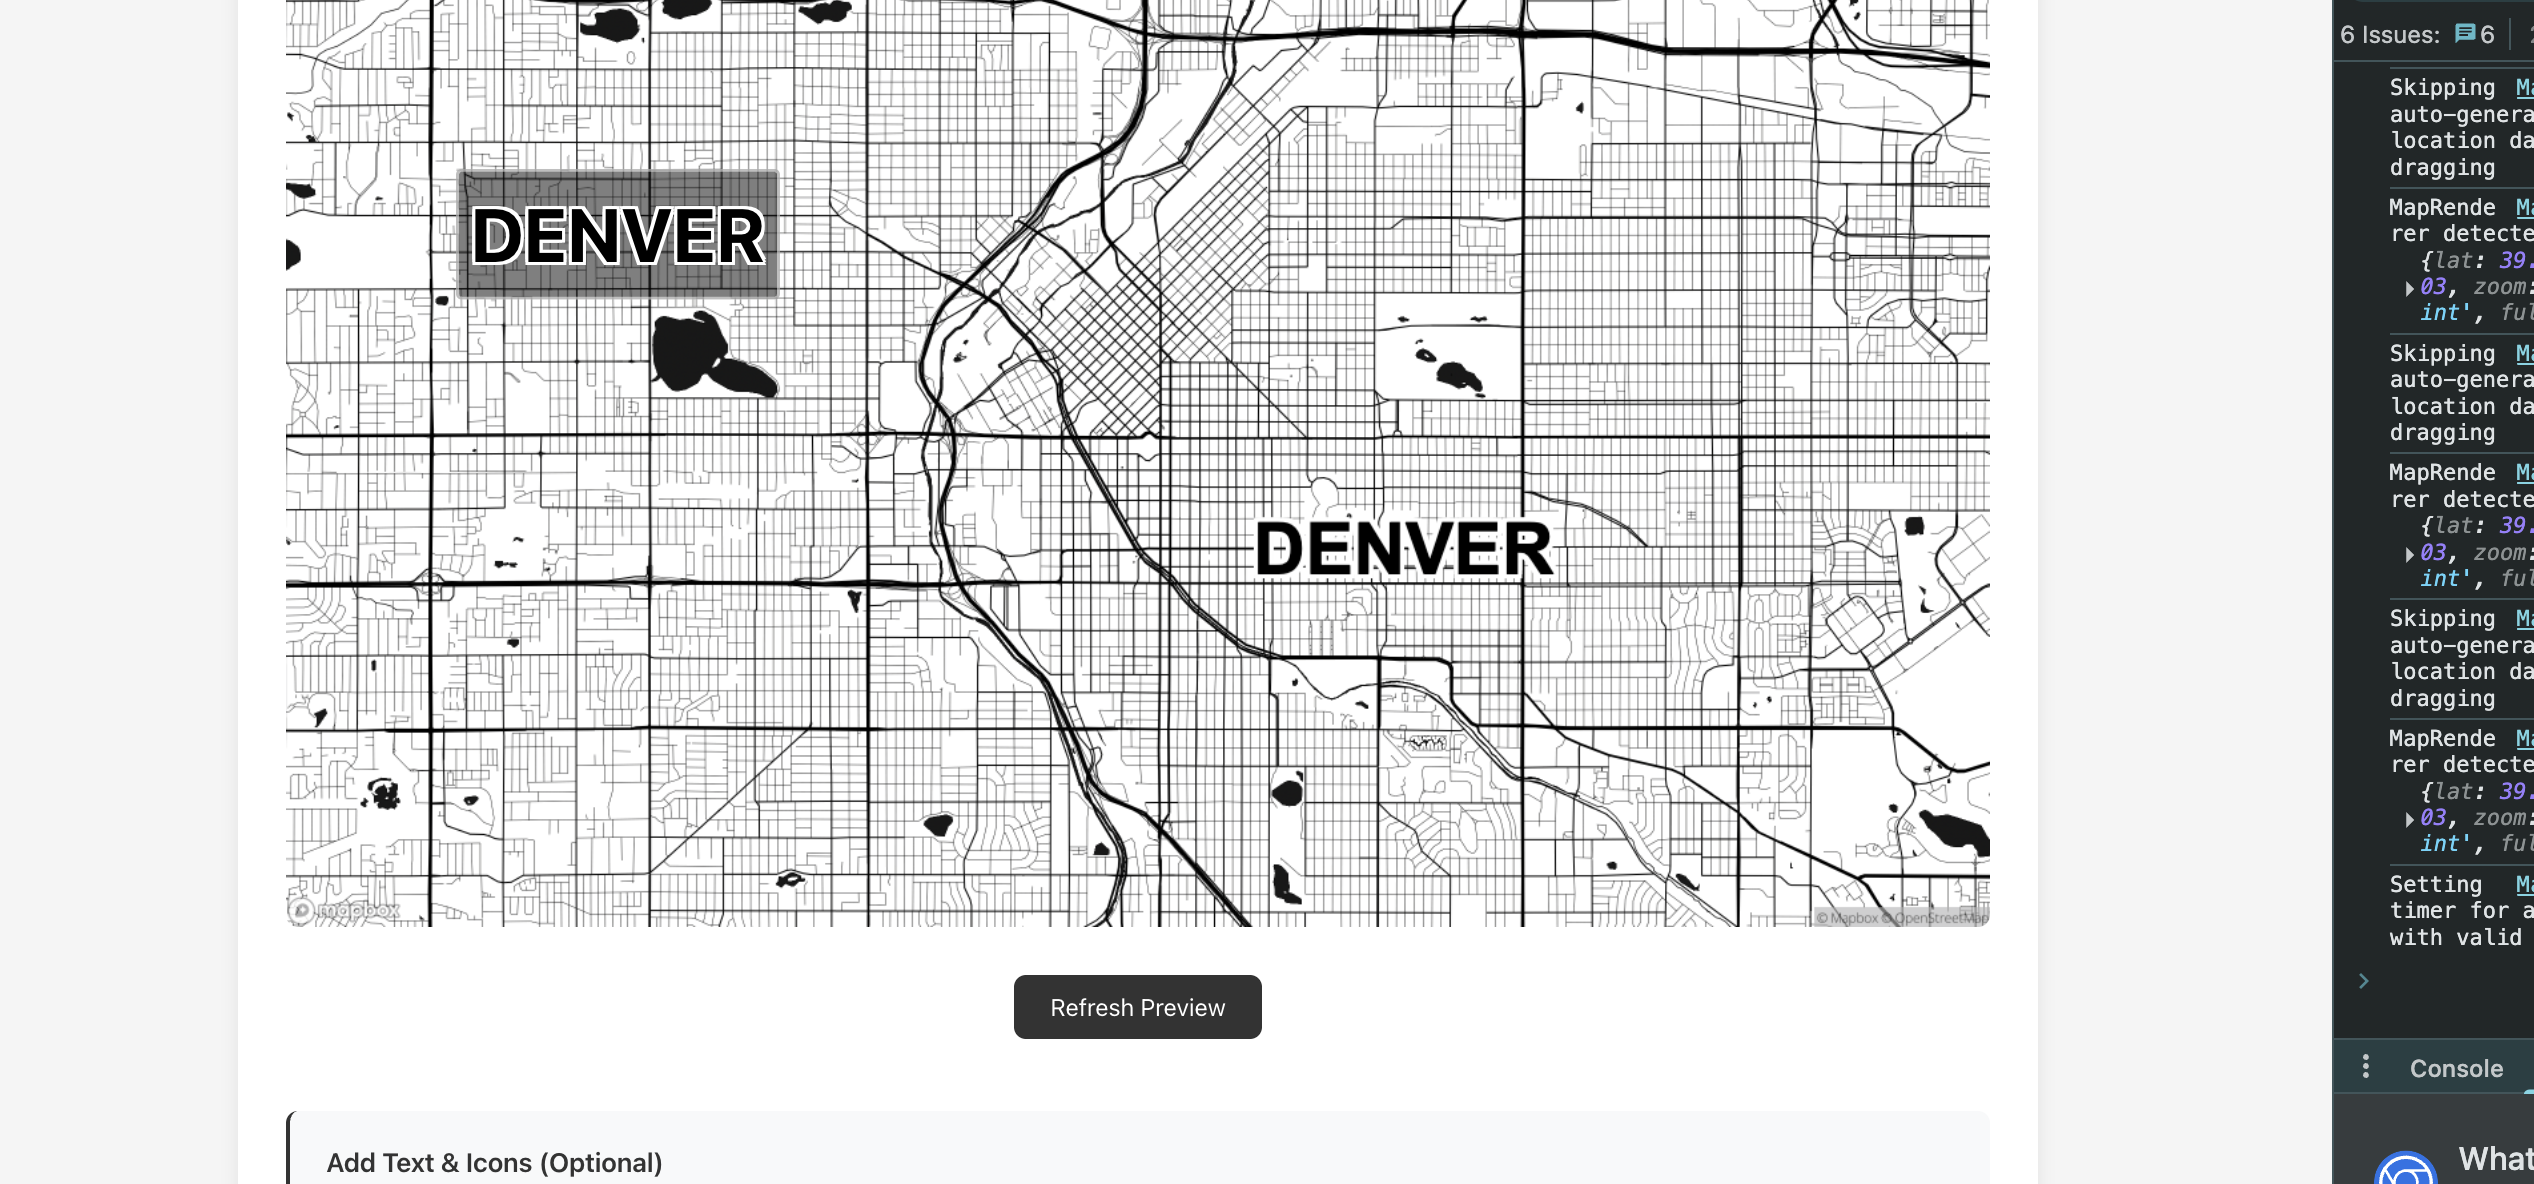 DENVER
DENVER
mapbox
© Mapbox © OpenStreetMap
Refresh Preview
Add Text & Icons (Optional)
6 Issues: 6
Skipping Ma
auto-genera
location da
dragging
MapRende Ma
rer detecte
{lat: 39.
03, zoom:
int', ful
Skipping Ma
auto-genera
location da
dragging
MapRende Ma
rer detecte
{lat: 39.
03, zoom:
int', ful
Skipping Ma
auto-genera
location da
dragging
MapRende Ma
rer detecte
{lat: 39.
03, zoom:
int', ful
Setting Ma
timer for a
with valid
Console
What